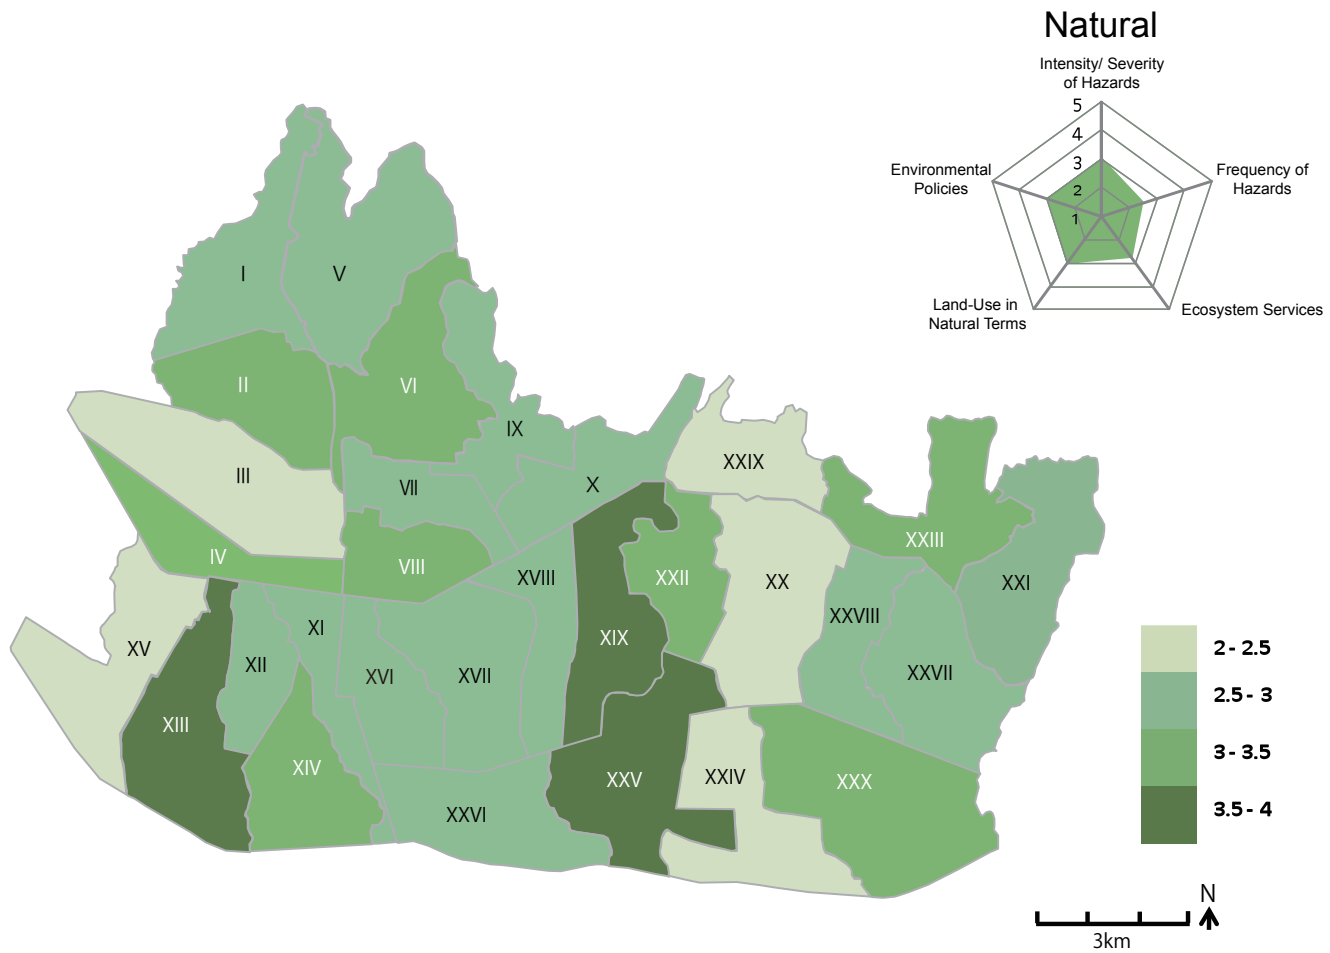 Natural
Intensity/ Severity
of Hazards
5
4
3
2
1
Environmental
Policies
Frequency of
Hazards
Land-Use in
Natural Terms
Ecosystem Services
I
V
II
VI
III
IX
VII
X
XXIX
IV
VIII
XVIII
XXII
XX
XXIII
XXI
XV
XI
XII
XVI
XVII
XIX
XXVIII
XXVII
XIII
XIV
XXVI
XXV
XXIV
XXX
2 - 2.5
2.5 - 3
3 - 3.5
3.5 - 4
N
3km